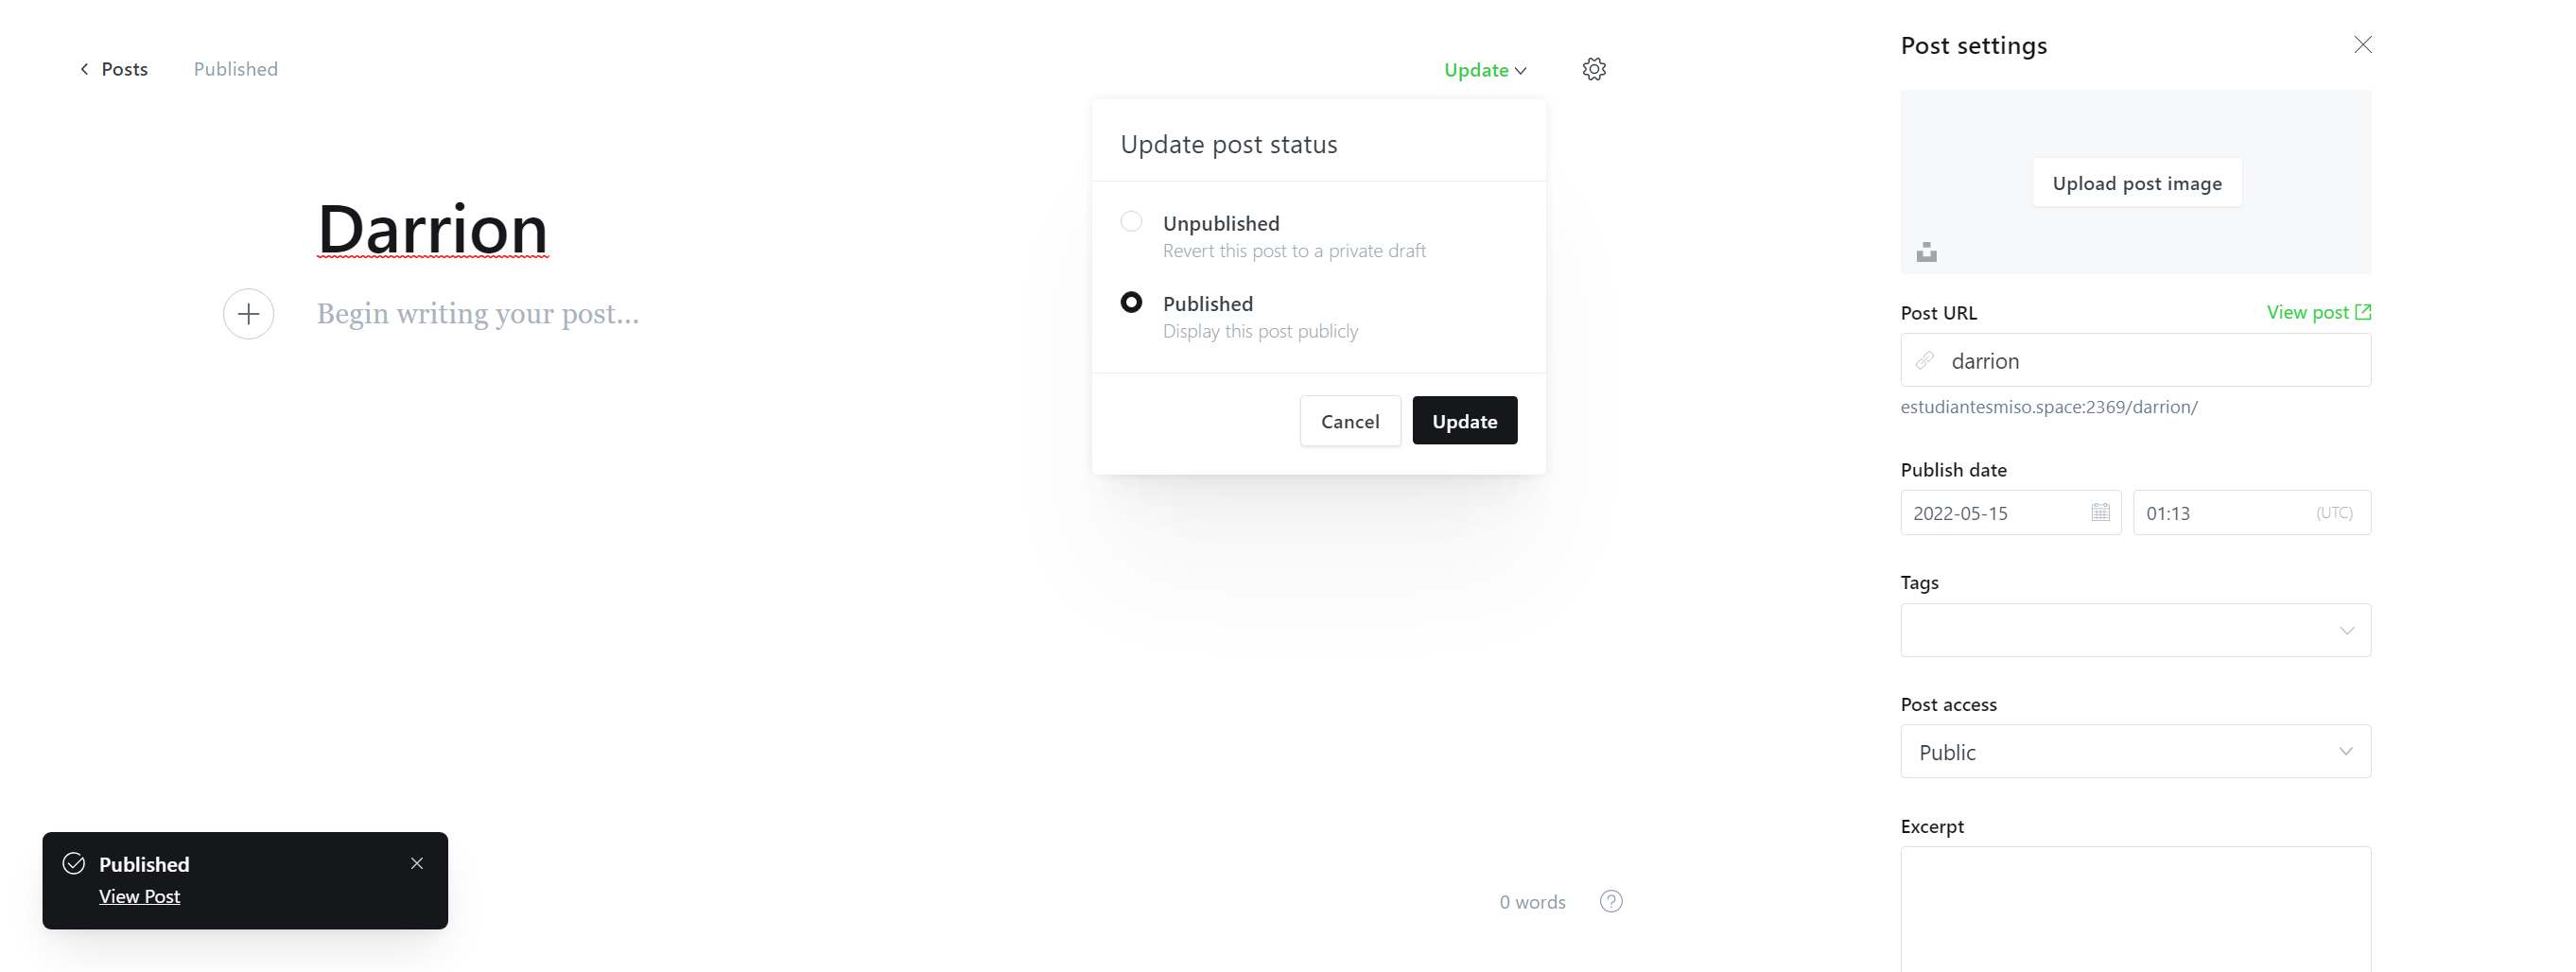 Posts
Published
Update
Darrion
Begin writing your post...
Update post status
Unpublished
Revert this post to a private draft
Published
Display this post publicly
Cancel
Update
Published
View Post
0 words
?
Post settings
Upload post image
Post URL
View post
darrion
estudiantesmiso.space:2369/darrion/
Publish date
2022-05-15
01:13
(UTC)
Tags
Post access
Public
Excerpt